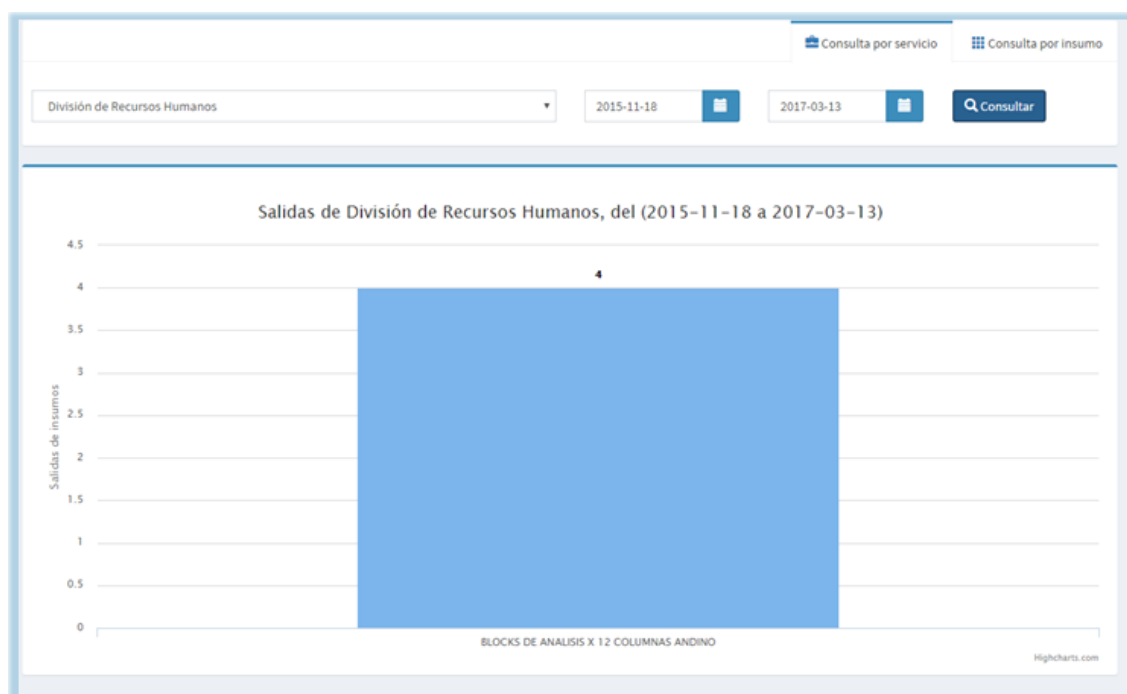 Consulta por servicio Consulta por insumo
División de Recursos Humanos 2015-11-18 2017-03-13 Consultar
Salidas de División de Recursos Humanos, del (2015-11-18 a 2017-03-13)
4.5
4
4
3.5
3
2.5
2
1.5
1
0.5
0
Salidas de insumos
BLOCKS DE ANALISIS X 12 COLUMNAS ANDINO
Highcharts.com